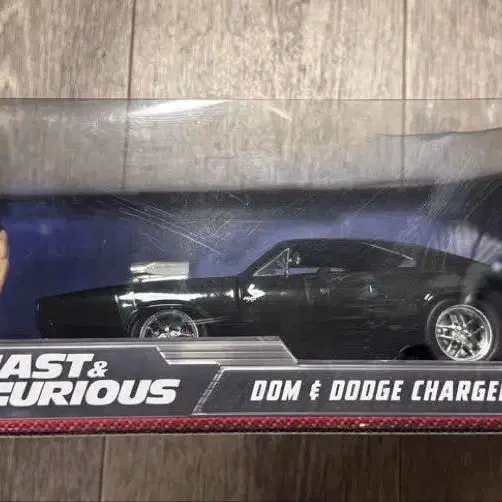 FAST &
FURIOUS
DOM & DODGE CHARGER